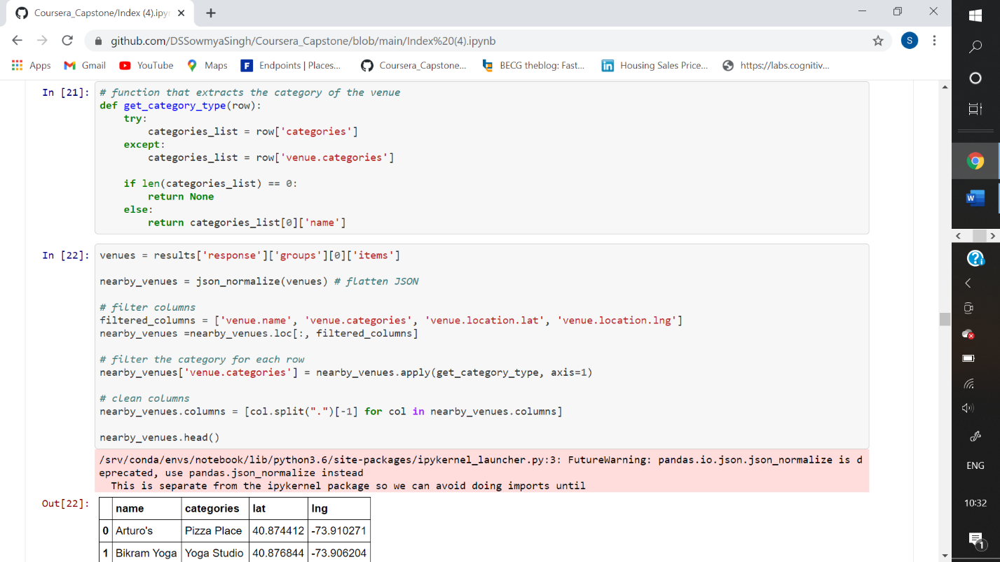 Coursera_Capstone/Index (4).ipyn
github.com/DSSowmyaSingh/Coursera_Capstone/blob/main/Index%20(4).ipynb
S
Apps
Gmail
YouTube
Maps
F
Endpoints | Places...
Coursera_Capstone...
BECG theblog: Fast...
in
Housing Sales Price...
https://labs.cognitiv...
In [21]:
# function that extracts the category of the venue
def get_category_type(row):
    try:
        categories_list = row['categories']
    except:
        categories_list = row['venue.categories']
    if len(categories_list) == 0:
        return None
    else:
        return categories_list[0]['name']
In [22]:
venues = results['response']['groups'][0]['items']
nearby_venues = json_normalize(venues) # flatten JSON
# filter columns
filtered_columns = ['venue.name', 'venue.categories', 'venue.location.lat', 'venue.location.lng']
nearby_venues =nearby_venues.loc[:, filtered_columns]
# filter the category for each row
nearby_venues['venue.categories'] = nearby_venues.apply(get_category_type, axis=1)
# clean columns
nearby_venues.columns = [col.split(".")[-1] for col in nearby_venues.columns]
nearby_venues.head()
/srv/conda/envs/notebook/lib/python3.6/site-packages/ipykernel_launcher.py:3: FutureWarning: pandas.io.json.json_normalize is d
eprecated, use pandas.json_normalize instead
  This is separate from the ipykernel package so we can avoid doing imports until
Out[22]:
name categories lat lng
0 Arturo's Pizza Place 40.874412 -73.910271
1 Bikram Yoga Yoga Studio 40.876844 -73.906204
W
ENG
10:32
1